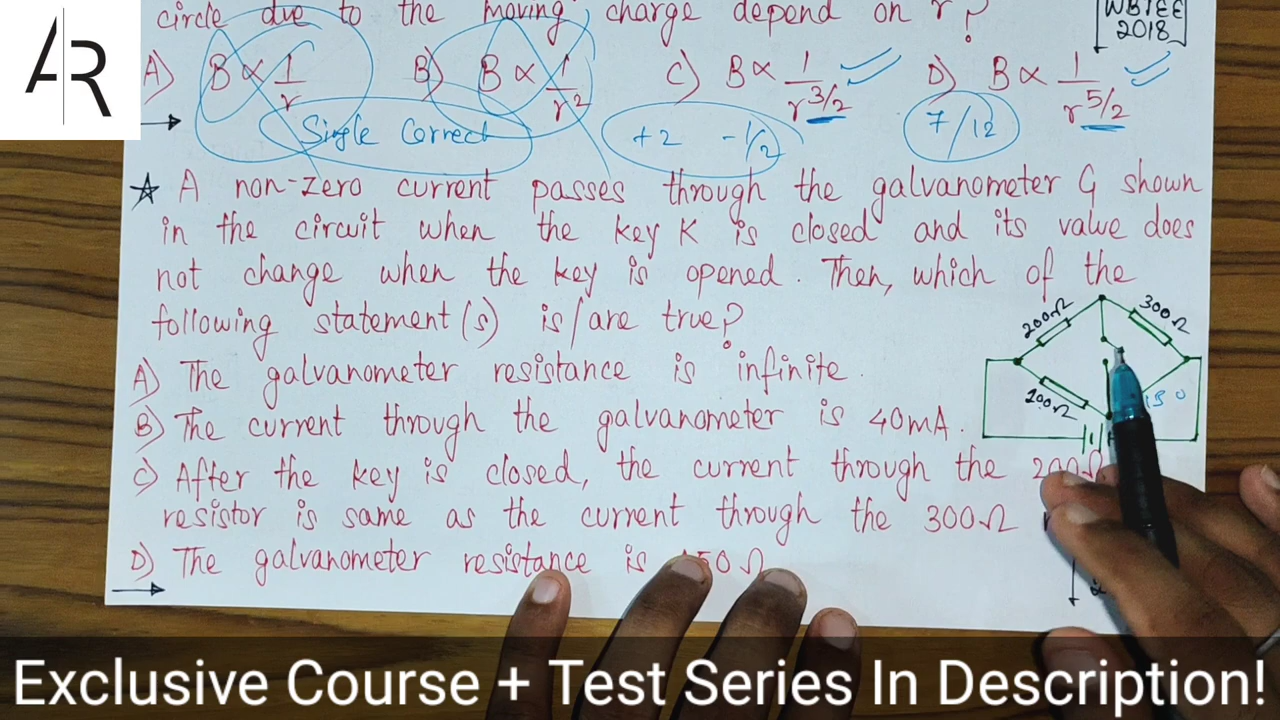 AR
circle due to the moving charge depend on r?
WBJEE
2018
A) B ∝ 1/r B) B ∝ 1/r² C) B ∝ 1/r^3/2 D) B ∝ 1/r^5/2
Single Correct +2 -1/2 7/12
A non-zero current passes through the galvanometer G shown
in the circuit when the key K is closed and its value does
not change when the key is opened. Then, which of the
following statement(s) is/are true?
200Ω 300Ω
A) The galvanometer resistance is infinite.
100Ω
B) The current through the galvanometer is 40mA.
C) After the key is closed, the current through the 200Ω
resistor is same as the current through the 300Ω
D) The galvanometer resistance is 150Ω
Exclusive Course + Test Series In Description!